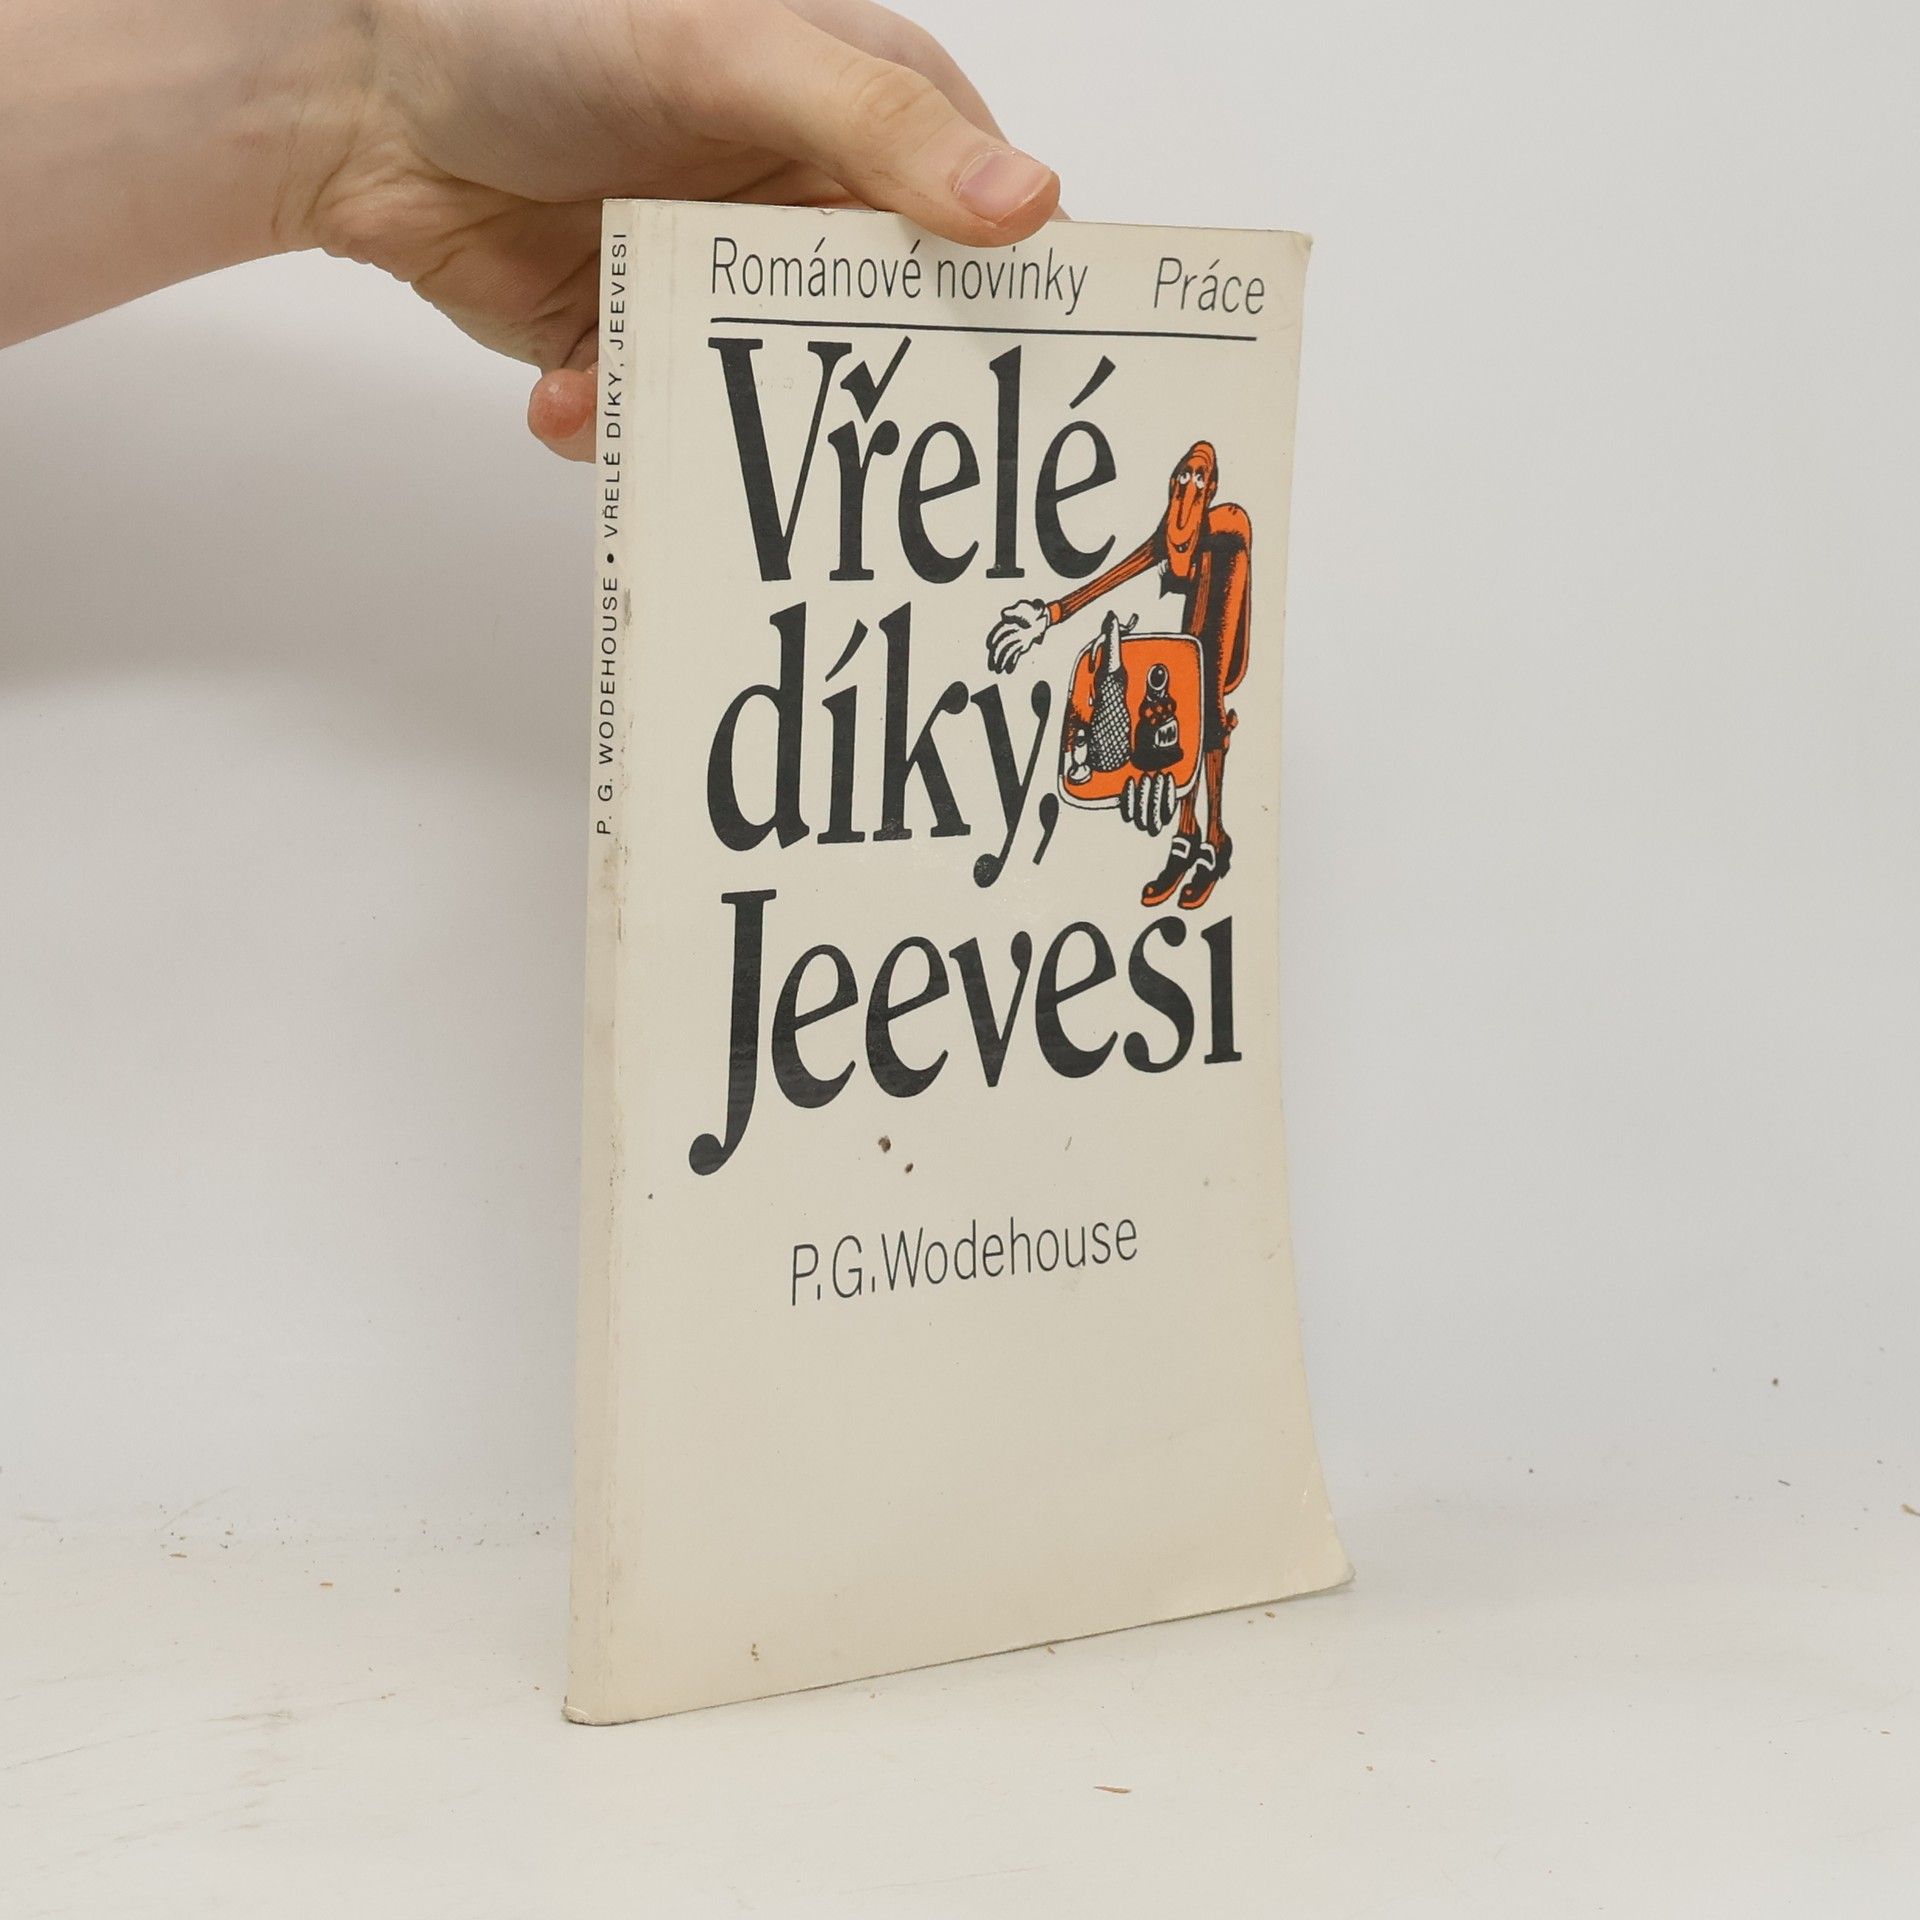 P. G. WODEHOUSE • VŘELÉ DÍKY, JEEVESI
Románové novinky Práce
Vřelé
díky,
Jeevesi
P.G.Wodehouse